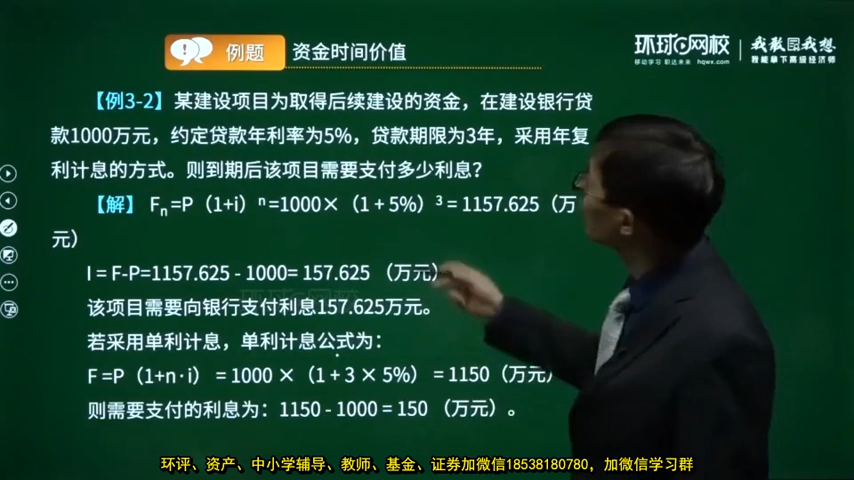 例题 资金时间价值
环球网校
移动学习 职达未来 hqwx.com
我敢我想
我能拿下高级经济师
【例3-2】某建设项目为取得后续建设的资金，在建设银行贷
款1000万元，约定贷款年利率为5%，贷款期限为3年，采用年复
利计息的方式。则到期后该项目需要支付多少利息？
【解】 Fn=P（1+i）n=1000×（1+5%）3=1157.625（万
元）
I = F-P=1157.625 - 1000= 157.625 （万元）
该项目需要向银行支付利息157.625万元。
若采用单利计息，单利计息公式为：
F =P（1+n·i） = 1000 ×（1 + 3 × 5%） = 1150（万元）
则需要支付的利息为：1150 - 1000 = 150 （万元）。
环评、资产、中小学辅导、教师、基金、证券加微信18538180780，加微信学习群